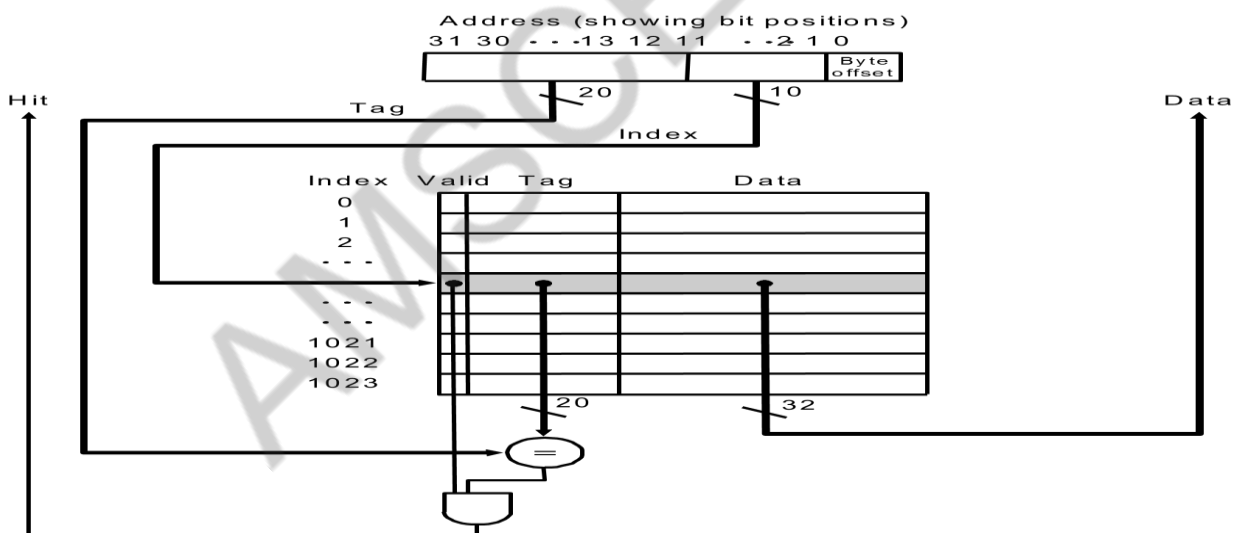 Address (showing bit positions)
31 30 · · · 13 12 11 · · 2 1 0
Byte
offset
20
10
Hit
Tag
Data
Index
Index Valid Tag Data
0
1
2
· · ·
· · ·
· · ·
1021
1022
1023
20
32
=